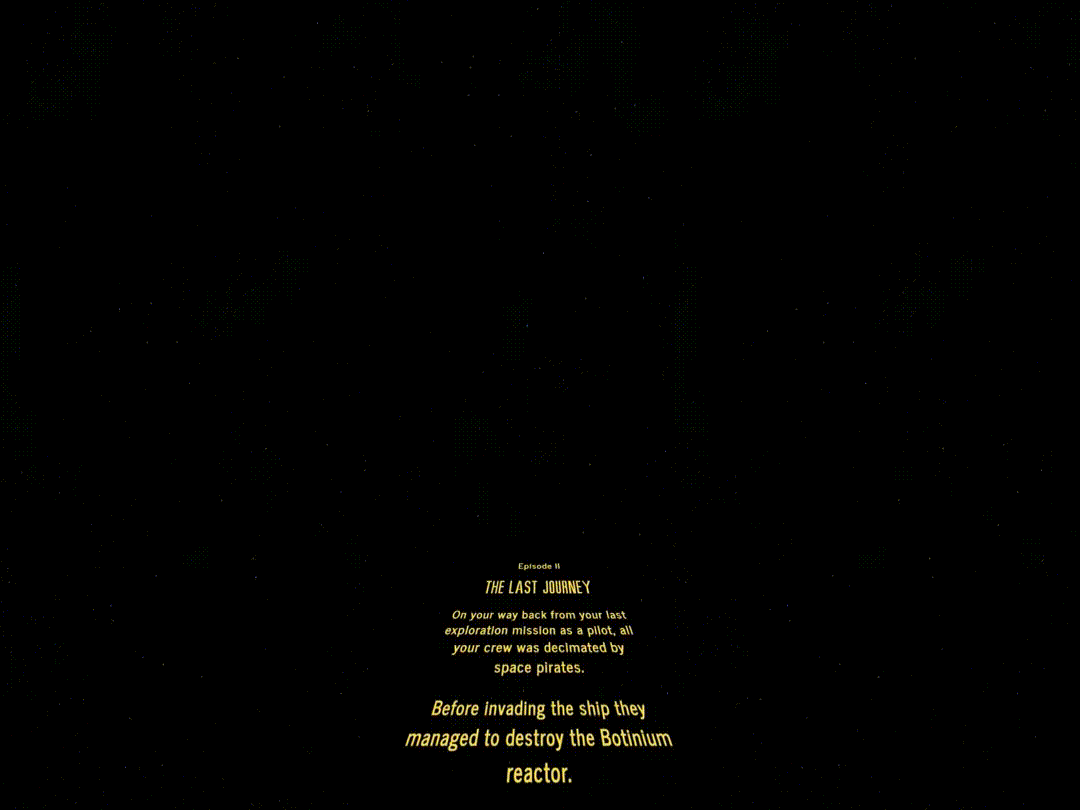 Episode II
THE LAST JOURNEY
On your way back from your last
exploration mission as a pilot, all
your crew was decimated by
space pirates.
Before invading the ship they
managed to destroy the Botinium
reactor.